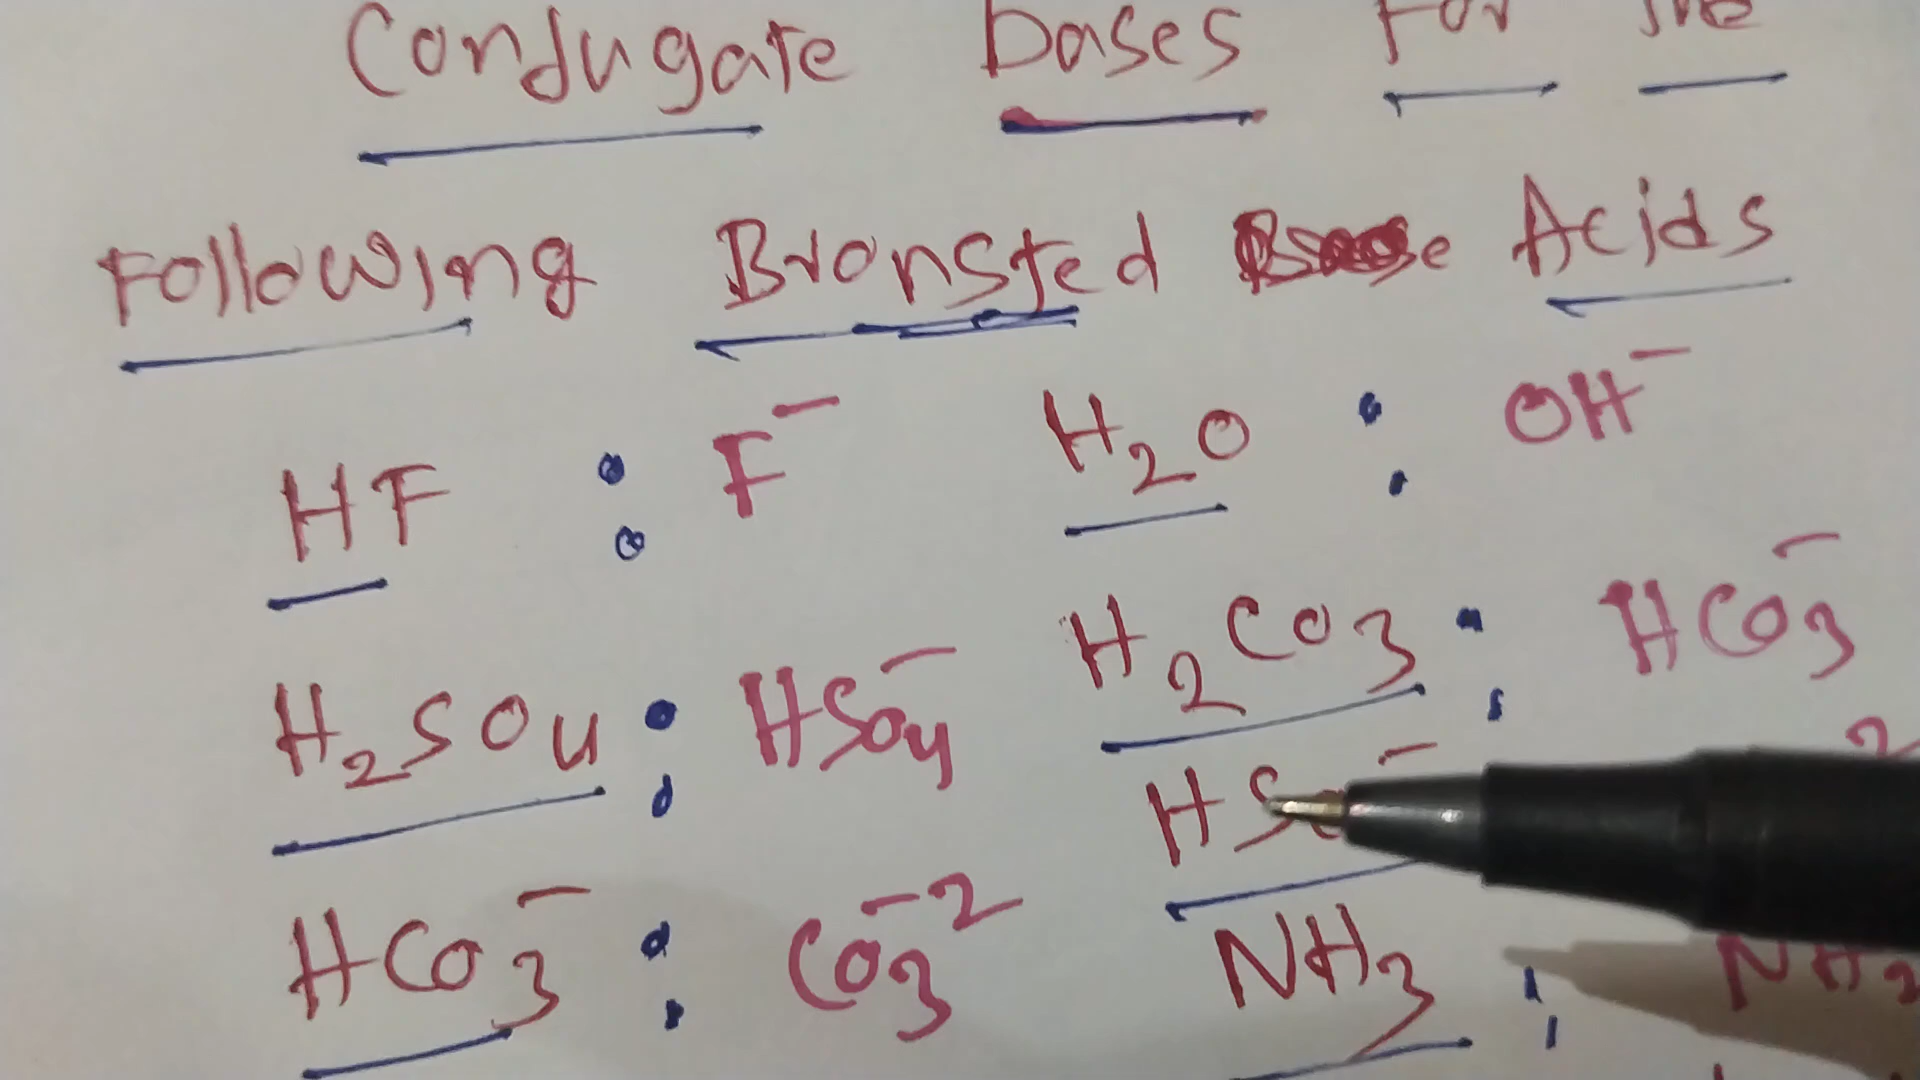 Conjugate bases For the
Following Bronsted Acids
HF : F⁻
H₂O : OH⁻
H₂SO₄ : HSO₄⁻
H₂CO₃ : HCO₃⁻
HCO₃⁻ : CO₃⁻²
NH₃ :